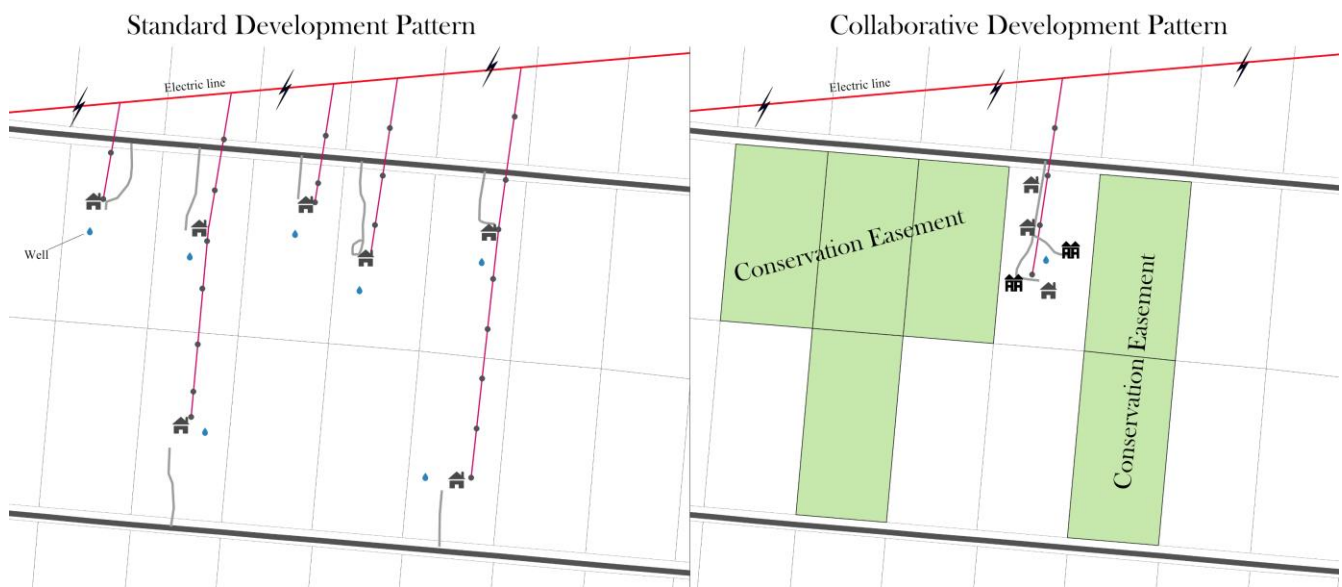 Standard Development Pattern
Collaborative Development Pattern
Electric line
Electric line
Well
Conservation Easement
Conservation Easement